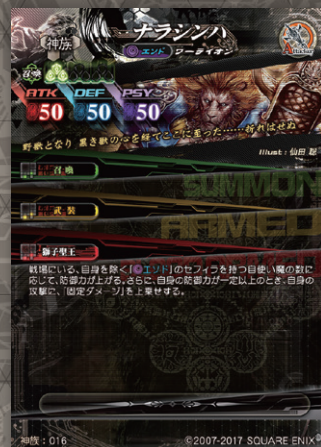 神族
ナラシンハ
エンド ワーディオン
召喚
ATK 50 DEF 50 PSY 50
野獣となり 黒き獣の心を経てここに至った……折れはせぬ
Illust: 仙田 聡
召喚
SUMMON
武装
ARMED
獅子聖王
戦場にいる、自身を除く「エンド」のセフィラを持つ自使い魔の数に
応じて、防御力が上がる。さらに、自身の防御力が一定以上のとき、自身の
攻撃に、「固定ダメージ」を上乗せする。
神族:016
©2007-2017 SQUARE ENIX